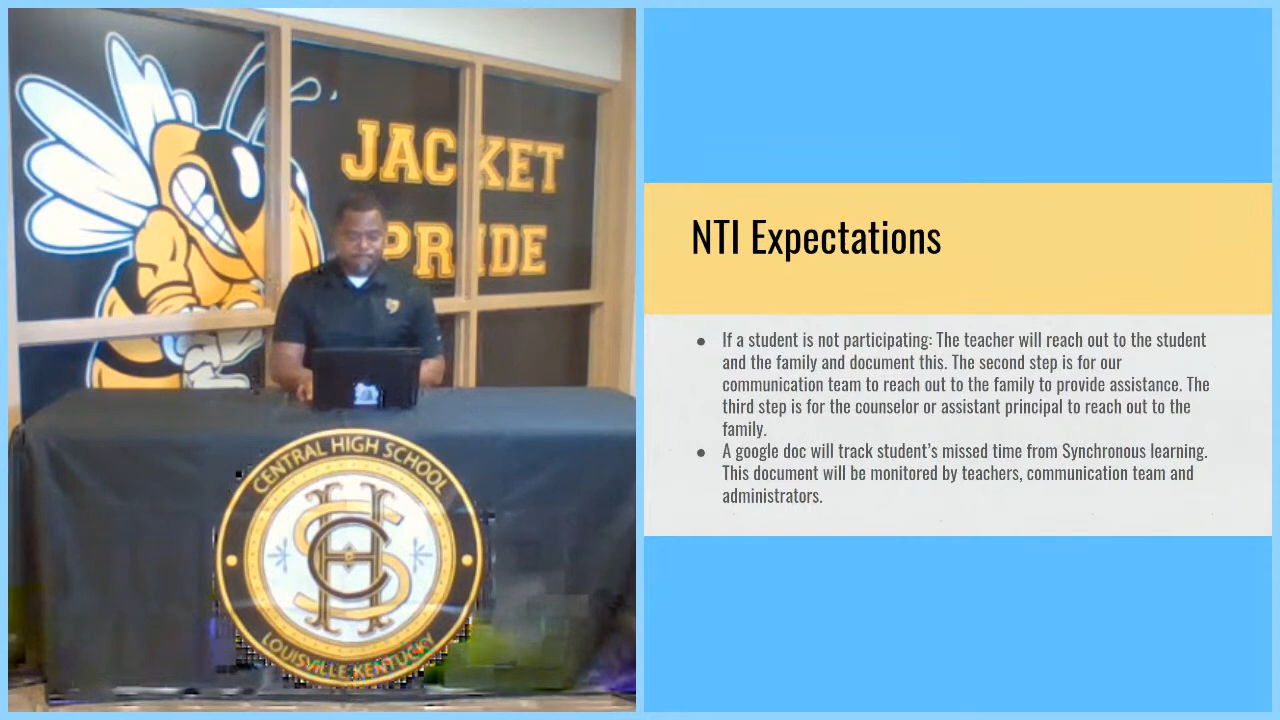 JACKET
PRIDE
CENTRAL HIGH SCHOOL
LOUISVILLE KENTUCKY
NTI Expectations
● If a student is not participating: The teacher will reach out to the student
and the family and document this. The second step is for our
communication team to reach out to the family to provide assistance. The
third step is for the counselor or assistant principal to reach out to the
family.
● A google doc will track student’s missed time from Synchronous learning.
This document will be monitored by teachers, communication team and
administrators.